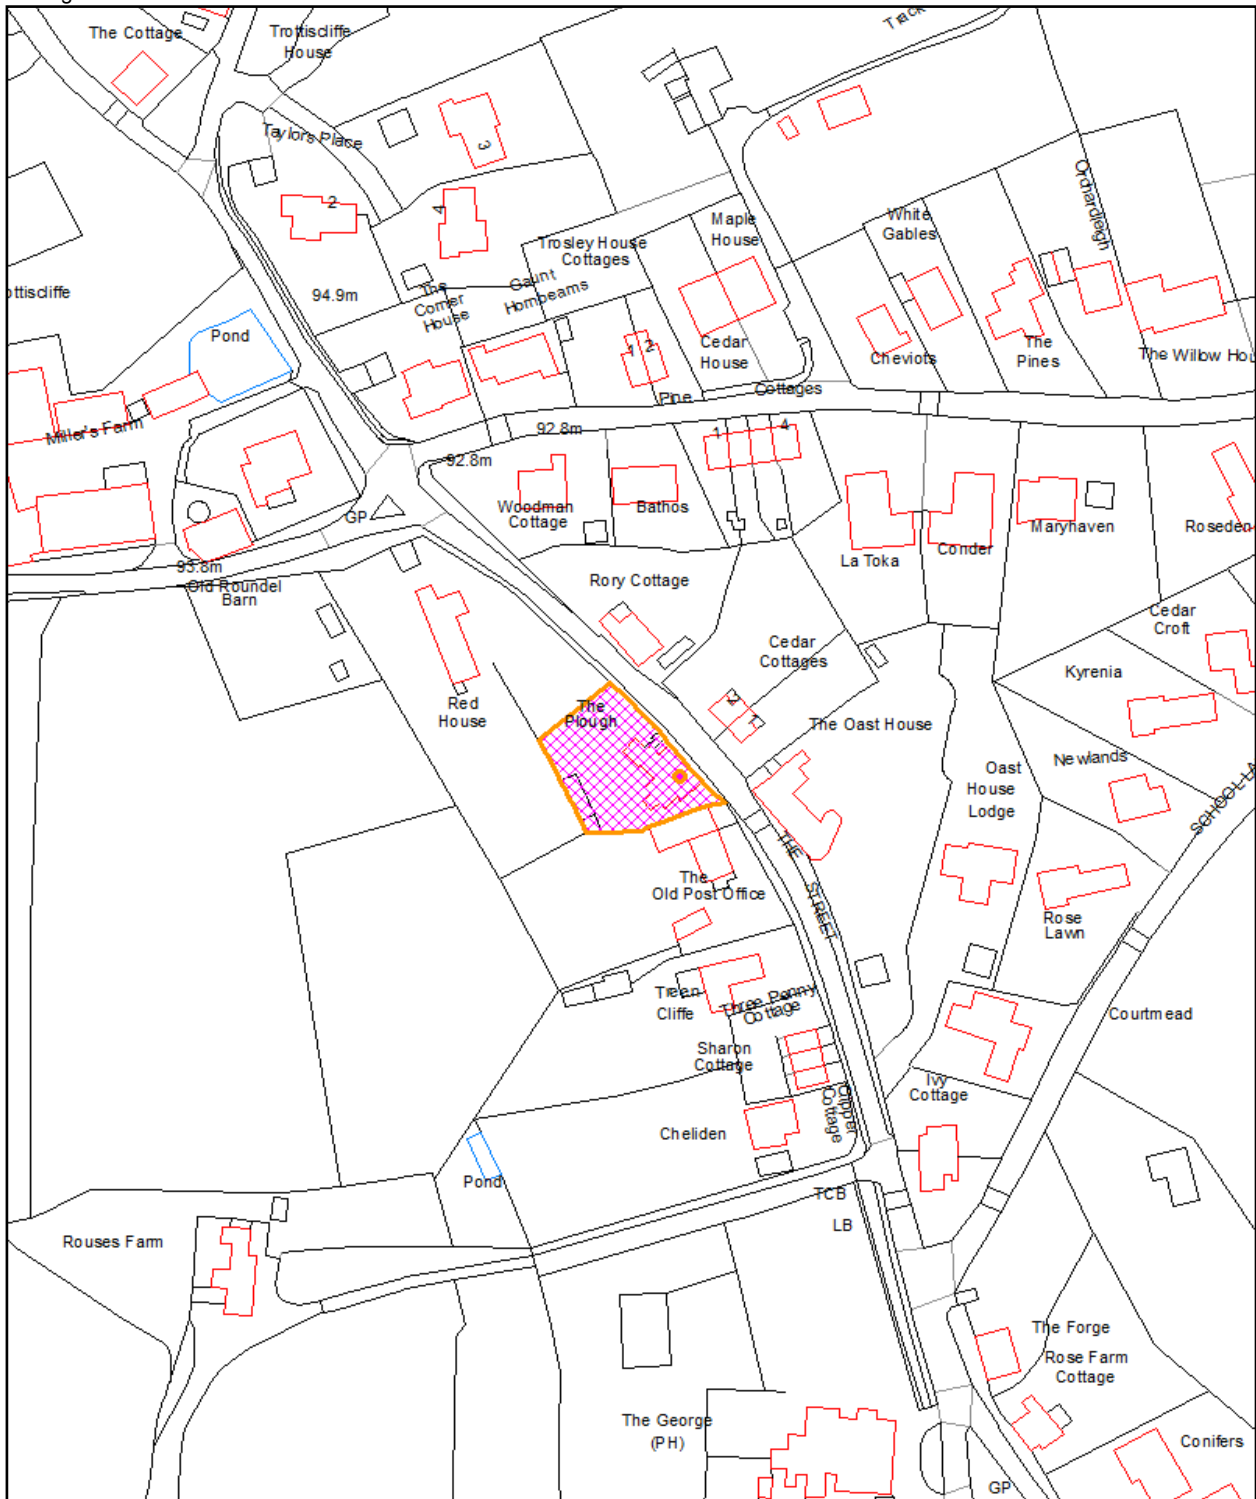 The Cottage
Trottiscliffe
House
Track
Taylors Place
3
2
4
Orchardleigh
Maple
House
White
Gables
Trosley House
Cottages
94.9m
The
Corner
House
Gaunt
Hornbeams
ottiscliffe
Pond
1
2
Cedar
House
Cheviots
The
Pines
The Willow Hou
Pine
Cottages
Miller's Farm
92.8m
1
4
92.8m
Woodman
Cottage
Bathos
GP
La Toka
Conder
Maryhaven
Roseden
93.8m
Old Roundel
Barn
Rory Cottage
Cedar
Croft
Cedar
Cottages
Kyrenia
Red
House
The
Plough
2
1
The Oast House
Newlands
Oast
House
Lodge
SCHOOL LA
THE
STREET
The
Old Post Office
Rose
Lawn
Treen
Cliffe
Three Penny
Cottage
Courtmead
Sharon
Cottage
Ivy
Cottage
Clipper
Cottage
Cheliden
Pond
TCB
LB
Rouses Farm
The Forge
Rose Farm
Cottage
The George
(PH)
Conifers
GP